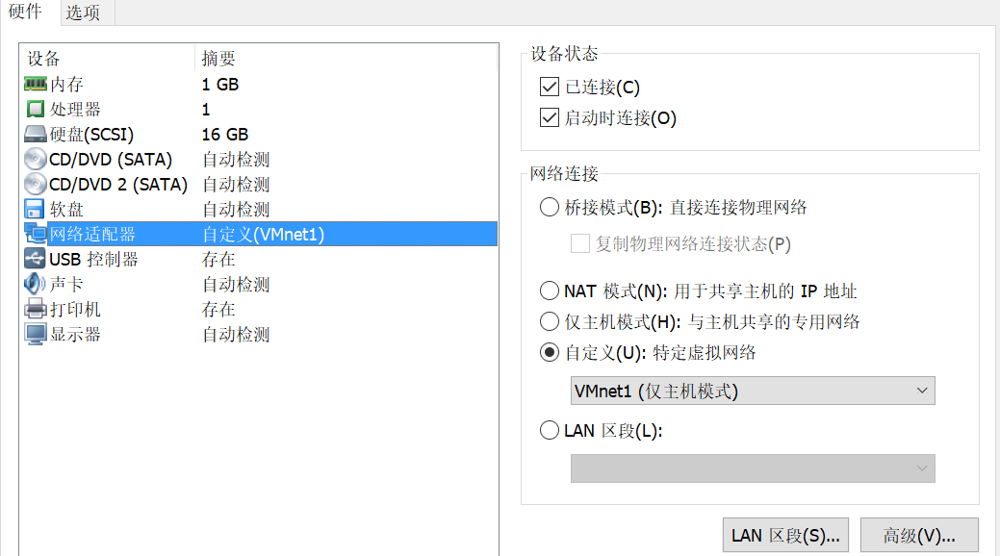 硬件 选项
设备 摘要
内存 1 GB
处理器 1
硬盘(SCSI) 16 GB
CD/DVD (SATA) 自动检测
CD/DVD 2 (SATA) 自动检测
软盘 自动检测
网络适配器 自定义(VMnet1)
USB 控制器 存在
声卡 自动检测
打印机 存在
显示器 自动检测
设备状态
已连接(C)
启动时连接(O)
网络连接
桥接模式(B): 直接连接物理网络
复制物理网络连接状态(P)
NAT 模式(N): 用于共享主机的 IP 地址
仅主机模式(H): 与主机共享的专用网络
自定义(U): 特定虚拟网络
VMnet1 (仅主机模式)
LAN 区段(L):
LAN 区段(S)... 高级(V)...